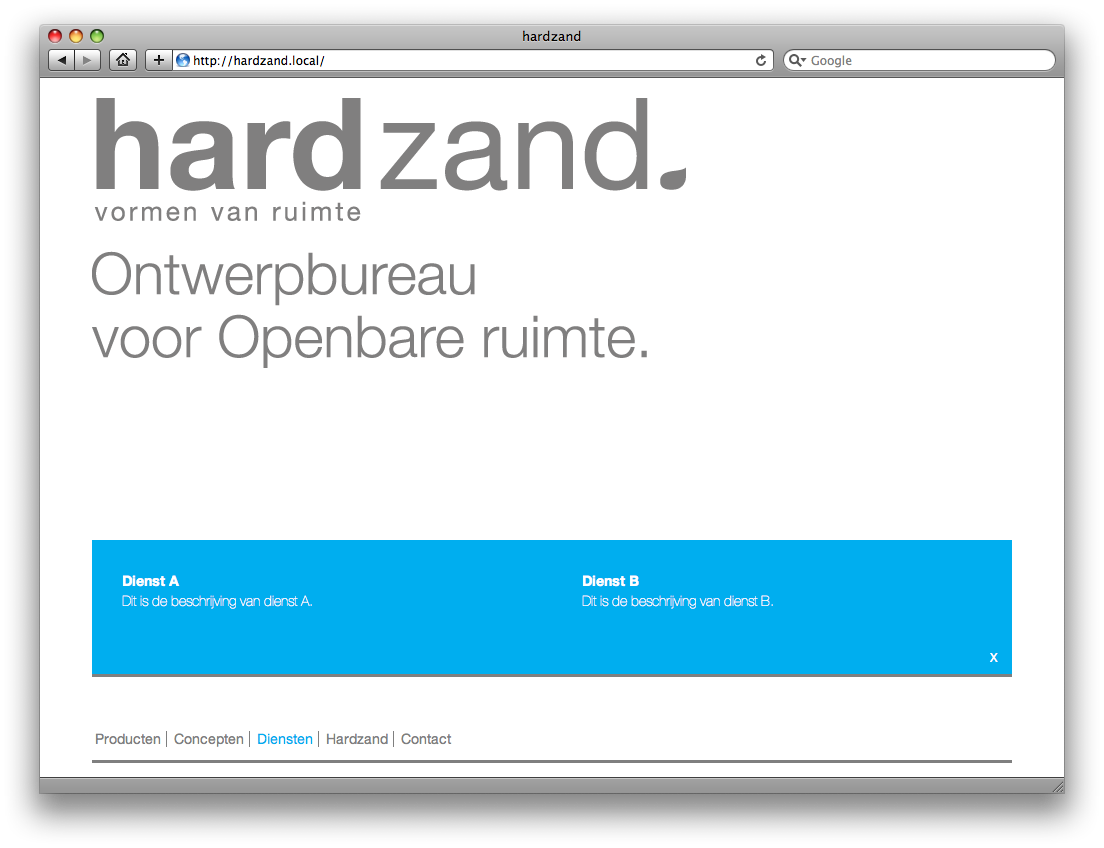 hardzand
http://hardzand.local/
Google
hardzand.
vormen van ruimte
Ontwerpbureau
voor Openbare ruimte.
Dienst A
Dit is de beschrijving van dienst A.
Dienst B
Dit is de beschrijving van dienst B.
x
Producten | Concepten | Diensten | Hardzand | Contact